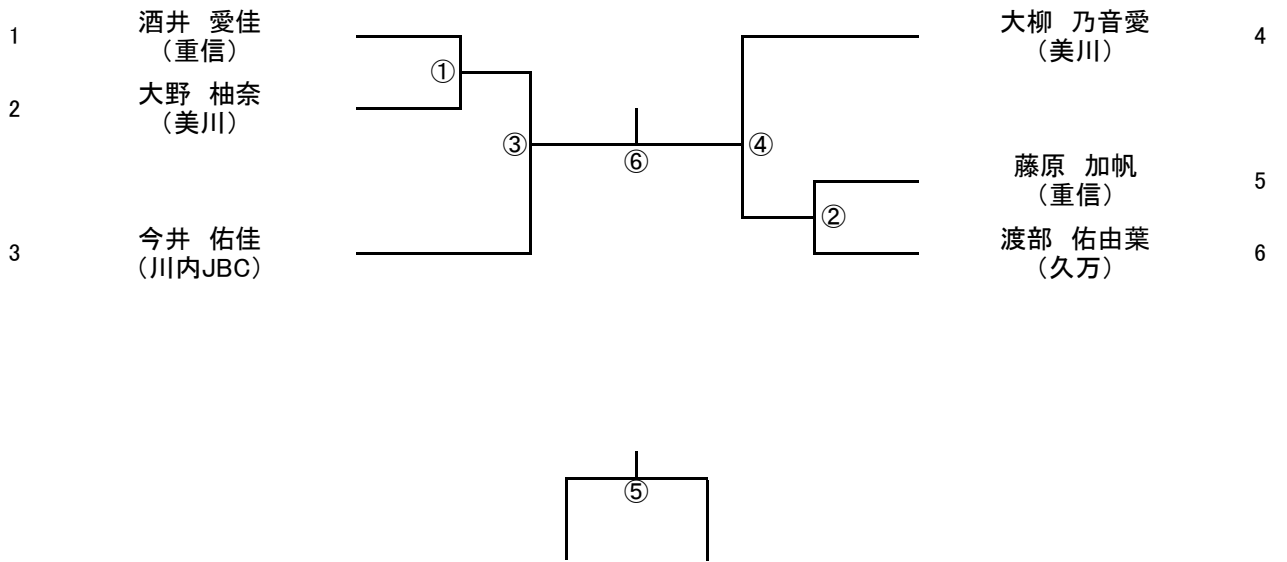 1
酒井 愛佳
（重信）
①
2
大野 柚奈
（美川）
③
3
今井 佑佳
（川内JBC）
⑥
大柳 乃音愛
（美川）
4
④
藤原 加帆
（重信）
5
②
渡部 佑由葉
（久万）
6
⑤